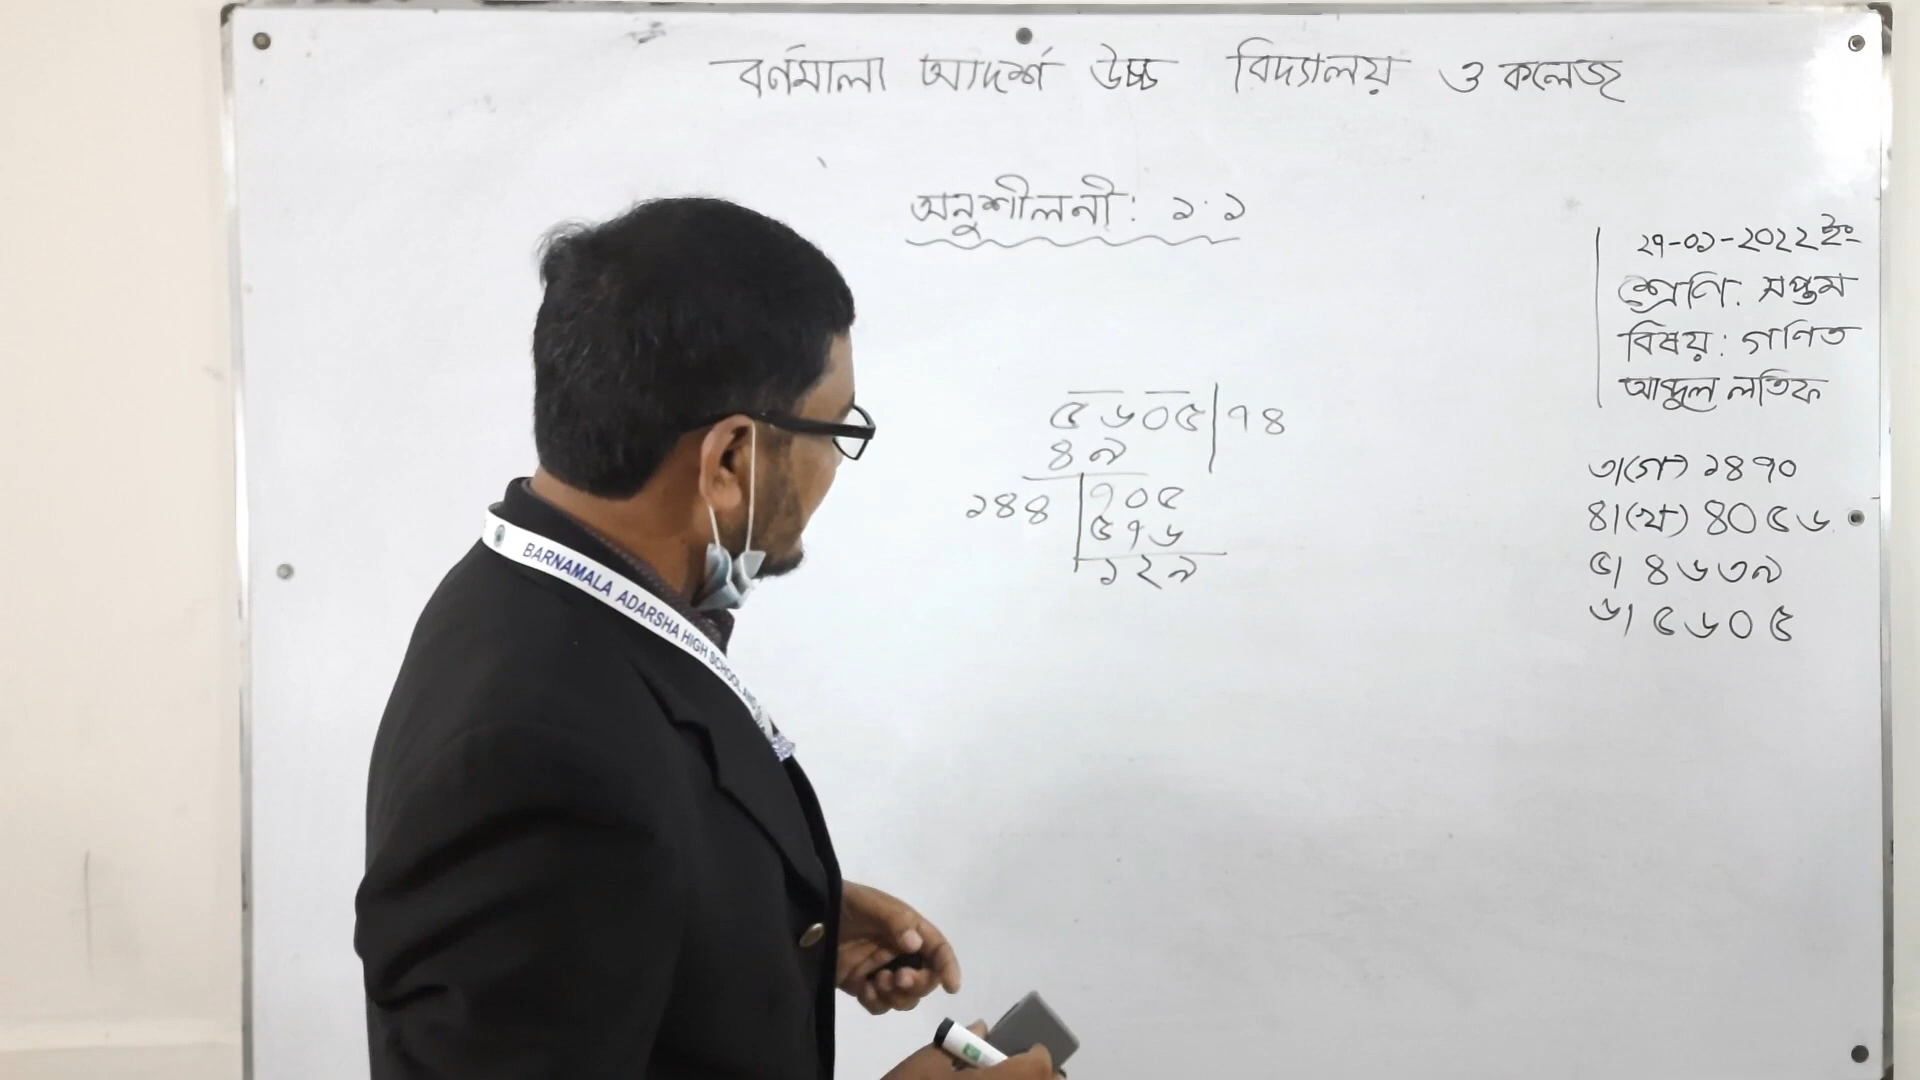 বর্ণমালা আদর্শ উচ্চ বিদ্যালয় ও কলেজ
অনুশীলনী: ১.১
৫৬০৫|৭৪
৪৯
১৪৪|৭০৫
৫৭৬
১২৯
২৭-০১-২০২২ইং
শ্রেণি: সপ্তম
বিষয়: গণিত
আব্দুল লতিফ
৩|(গ) ১৪৭০
৪|(খ) ৪০৫৬
৫| ৪৬৩৯
৬| ৫৬০৫
BARNAMALA ADARSHA HIGH SCHOOL AND